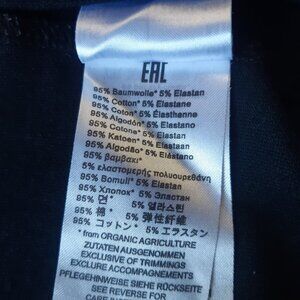 EAC
95% Baumwolle* 5% Elastan
95% Cotton* 5% Elastane
95% Coton* 5% Élasthanne
95% Algodón* 5% Elastano
95% Cotone* 5% Elastan
95% Katoen* 5% Elastaan
95% Algodão* 5% Elastano
95% βαμβακι*
5% ελαστομερής πολυουρεθάνη
95% Bomull* 5% Elastan
95% Хлопок* 5% Эластан
95% 면* 5% 엘라스틴
95% 棉* 5% 弹性纤维
95% コットン* 5% エラスタン
* from ORGANIC AGRICULTURE
ZUTATEN AUSGENOMMEN
EXCLUSIVE OF TRIMMINGS
EXCLURE ACCOMPAGNEMENTS
PFLEGEHINWEISE SIEHE RÜCKSEITE
SEE REVERSE FOR